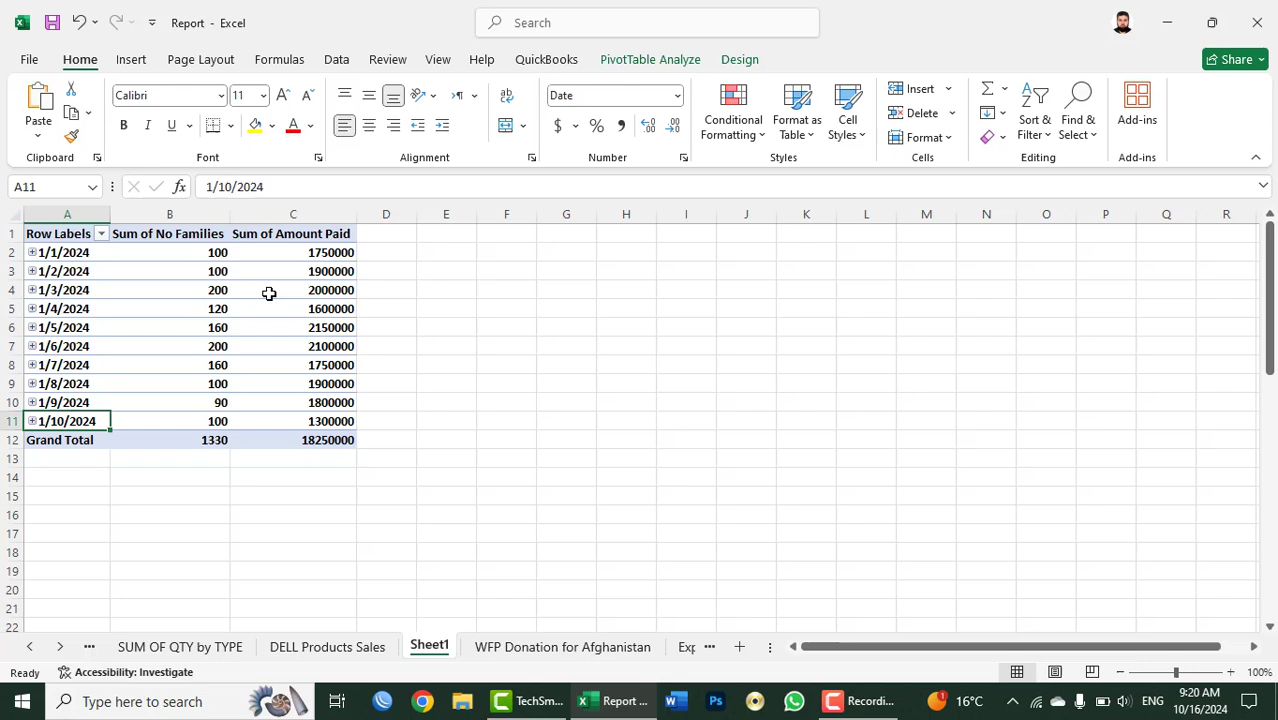 Report - Excel
Search
File Home Insert Page Layout Formulas Data Review View Help QuickBooks PivotTable Analyze Design Share
Paste
Calibri 11
B I U
Date
$ % 9
Conditional Formatting
Format as Table
Cell Styles
Insert
Delete
Format
Sort & Filter
Find & Select
Add-ins
Clipboard Font Alignment Number Styles Cells Editing Add-ins
A11 fx 1/10/2024
A B C D E F G H I J K L M N O P Q R
1 Row Labels Sum of No Families Sum of Amount Paid
2 1/1/2024 100 1750000
3 1/2/2024 100 1900000
4 1/3/2024 200 2000000
5 1/4/2024 120 1600000
6 1/5/2024 160 2150000
7 1/6/2024 200 2100000
8 1/7/2024 160 1750000
9 1/8/2024 100 1900000
10 1/9/2024 90 1800000
11 1/10/2024 100 1300000
12 Grand Total 1330 18250000
13
14
15
16
17
18
19
20
21
22
SUM OF QTY by TYPE DELL Products Sales Sheet1 WFP Donation for Afghanistan Exp
Ready Accessibility: Investigate 100%
Type here to search TechSm... Report ... Recordi... 1 16°C ENG 9:20 AM
10/16/2024